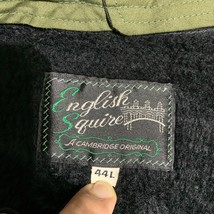 English
Squire
A CAMBRIDGE ORIGINAL
44L